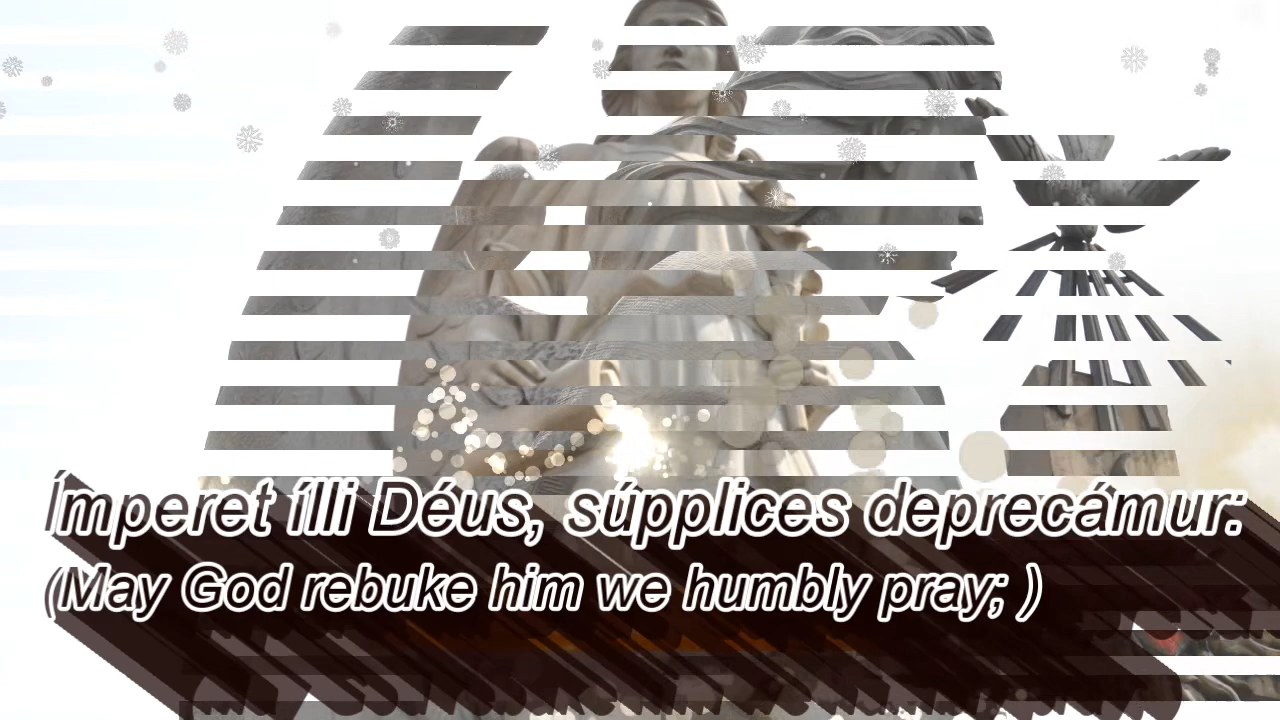 Ímperet ílli Déus, súpplices deprecámur:
(May God rebuke him we humbly pray; )